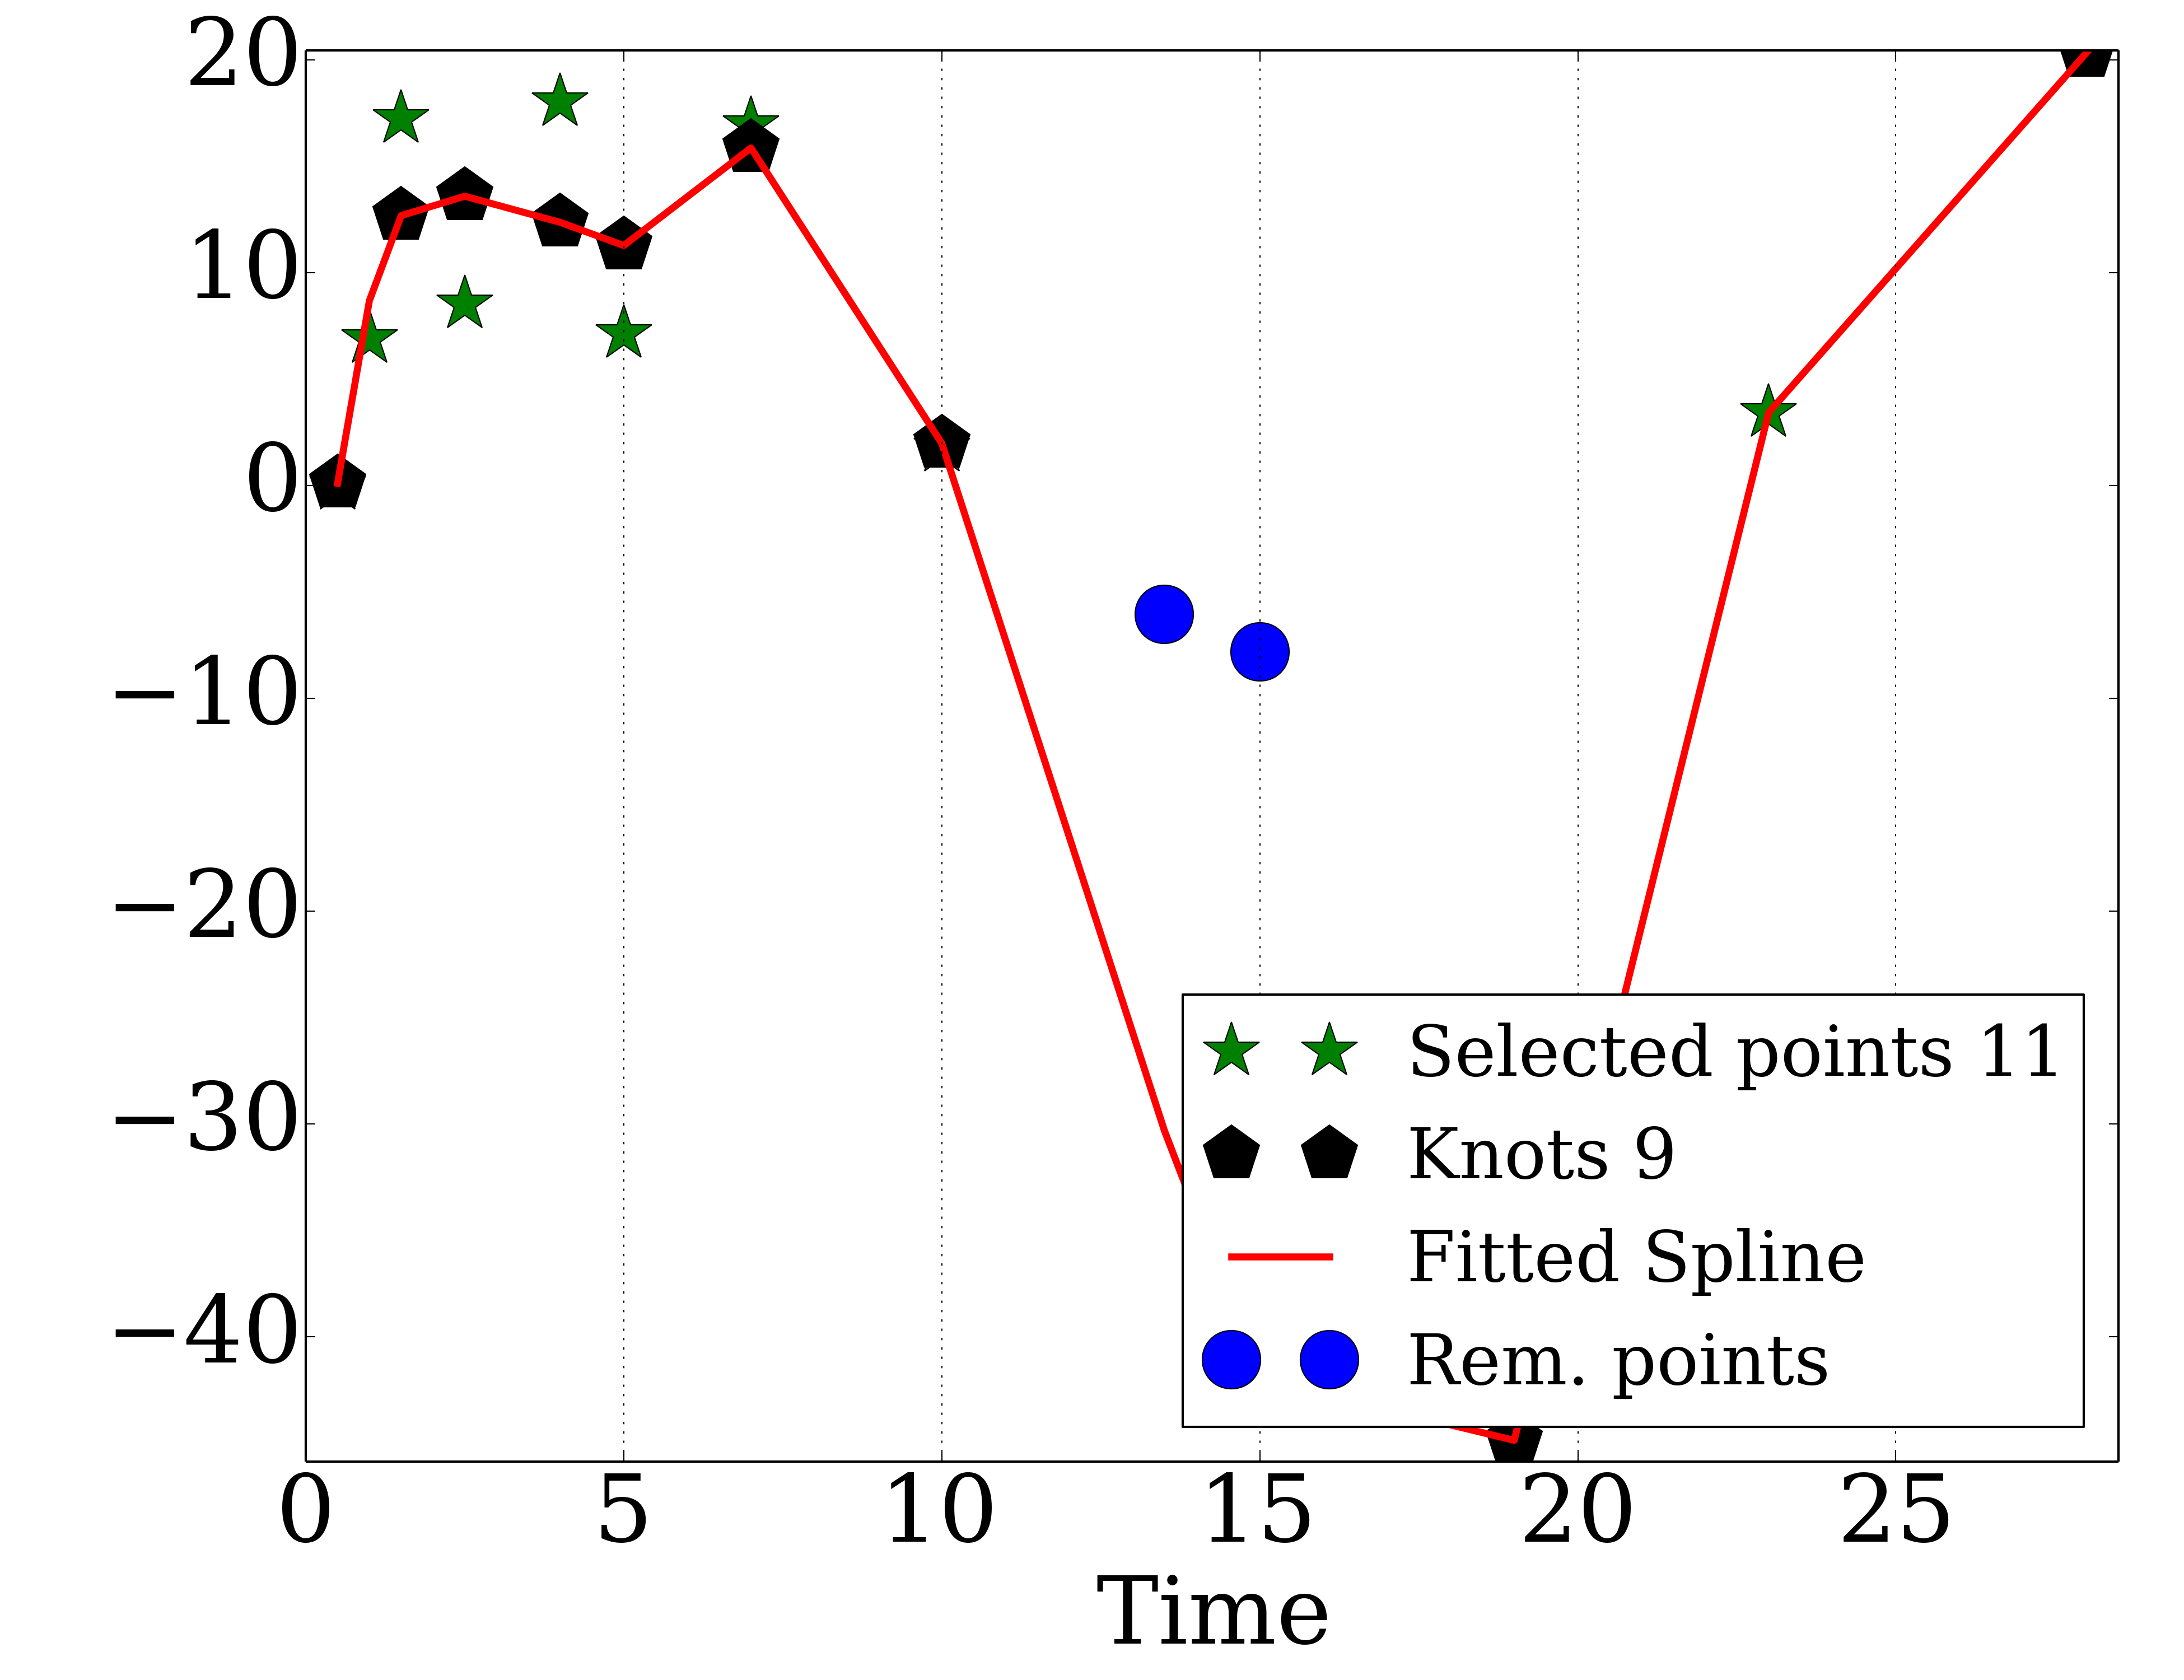 20
10
0
−10
−20
−30
−40
Selected points 11
Knots 9
Fitted Spline
Rem. points
0 5 10 15 20 25
Time